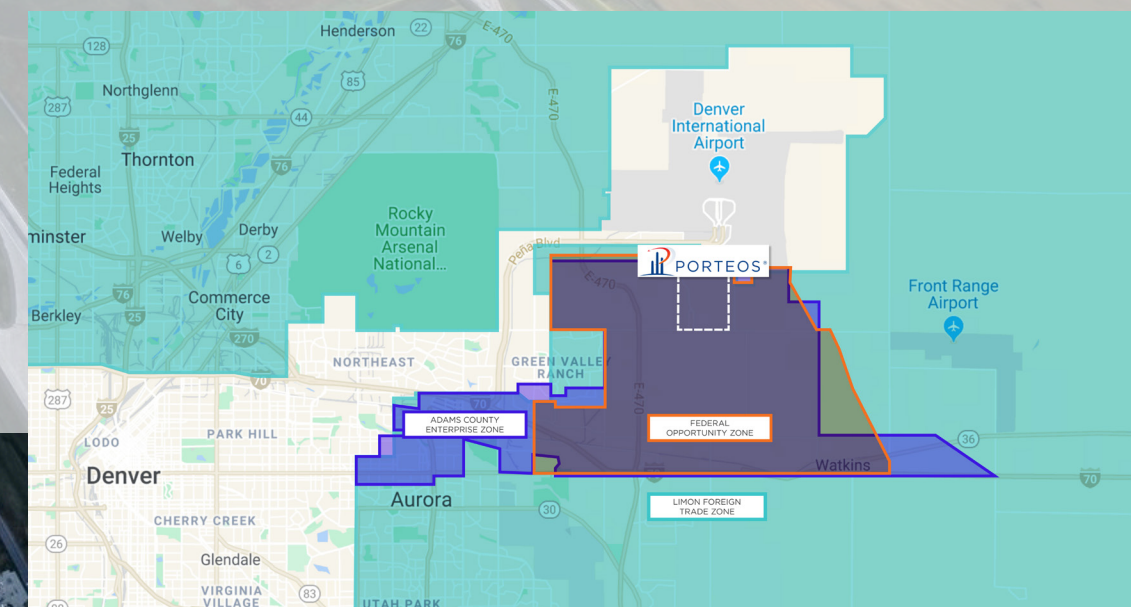 Henderson
22
76
E-470
128
Northglenn
85
287
44
E-470
Denver
International
Airport
25
Thornton
76
Federal
Heights
Rocky
Mountain
Arsenal
National...
minster
Welby
Derby
2
6
Peña Blvd
PORTEOS®
E-470
76
Commerce
City
Front Range
Airport
Berkley
25
270
NORTHEAST
GREEN VALLEY
RANCH
70
287
25
70
E-470
ADAMS COUNTY
ENTERPRISE ZONE
FEDERAL
OPPORTUNITY ZONE
LODO
PARK HILL
36
Denver
Watkins
70
Aurora
LIMON FOREIGN
TRADE ZONE
30
CHERRY CREEK
26
Glendale
VIRGINIA
VILLAGE
83
UTAH PARK